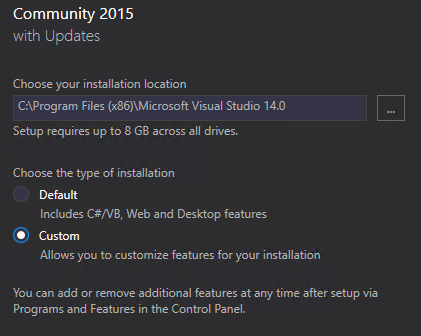 Community 2015
with Updates
Choose your installation location
C:\Program Files (x86)\Microsoft Visual Studio 14.0
...
Setup requires up to 8 GB across all drives.
Choose the type of installation
Default
Includes C#/VB, Web and Desktop features
Custom
Allows you to customize features for your installation
You can add or remove additional features at any time after setup via
Programs and Features in the Control Panel.